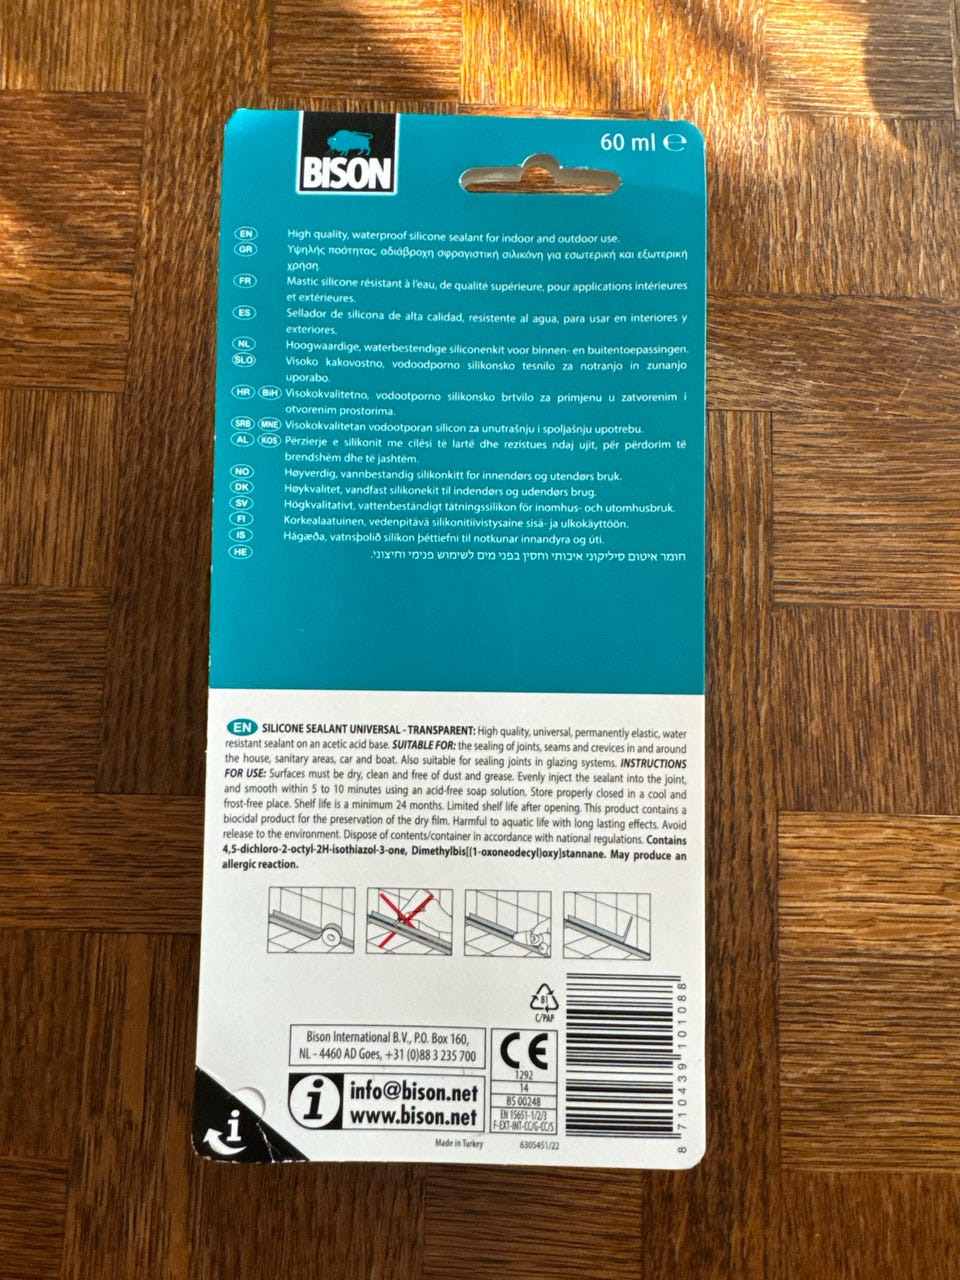 BISON
60 ml ℮
EN High quality, waterproof silicone sealant for indoor and outdoor use.
GR Υψηλής ποότητας, αδιάβροχη σφραγιστική σιλικόνη για εσωτερική και εξωτερική
χρήση.
FR Mastic silicone résistant à l'eau, de qualité supérieure, pour applications intérieures
et extérieures.
ES Sellador de silicona de alta calidad, resistente al agua, para usar en interiores y
exteriores.
NL Hoogwaardige, waterbestendige siliconenkit voor binnen- en buitentoepassingen.
SLO Visoko kakovostno, vodoodporno silikonsko tesnilo za notranjo in zunanjo
uporabo.
HR BiH Visokokvalitetno, vodootporno silikonsko brtvilo za primjenu u zatvorenim i
otvorenim prostorima.
SRB MNE Visokokvalitetan vodootporan silicon za unutrašnju i spoljašnju upotrebu.
AL KOS Përzierje e silikonit me cilësi të lartë dhe rezistues ndaj ujit, për përdorim të
brendshëm dhe të jashtëm.
NO Høyverdig, vannbestandig silikonkitt for innendørs og utendørs bruk.
DK Høykvalitet, vandfast silikonekit til indendørs og udendørs brug.
SV Högkvalitativt, vattenbeständigt tätningssilikon för inomhus- och utomhusbruk.
FI Korkealaatuinen, vedenpitävä silikonitiivistysaine sisä- ja ulkokäyttöön.
IS Hágæða, vatnsþolið silíkon þéttiefni til notkunar innandyra og úti.
HE חומר איטום סיליקוני איכותי וחסין בפני מים לשימוש פנימי וחיצוני.
EN SILICONE SEALANT UNIVERSAL - TRANSPARENT: High quality, universal, permanently elastic, water
resistant sealant on an acetic acid base. SUITABLE FOR: the sealing of joints, seams and crevices in and around
the house, sanitary areas, car and boat. Also suitable for sealing joints in glazing systems. INSTRUCTIONS
FOR USE: Surfaces must be dry, clean and free of dust and grease. Evenly inject the sealant into the joint,
and smooth within 5 to 10 minutes using an acid-free soap solution. Store properly closed in a cool and
frost-free place. Shelf life is a minimum 24 months. Limited shelf life after opening. This product contains a
biocidal product for the preservation of the dry film. Harmful to aquatic life with long lasting effects. Avoid
release to the environment. Dispose of contents/container in accordance with national regulations. Contains
4,5-dichloro-2-octyl-2H-isothiazol-3-one, Dimethylbis[(1-oxoneodecyl)oxy]stannane. May produce an
allergic reaction.
81
C/PAP
Bison International B.V., P.O. Box 160,
NL - 4460 AD Goes, +31 (0)88 3 235 700
i info@bison.net
www.bison.net
CE
1292
14
BS 00248
EN 15651-1/2/3
F-EXT-INT-CC/G-CC/S
8 710439 101088
i
Made in Turkey
6305451/22